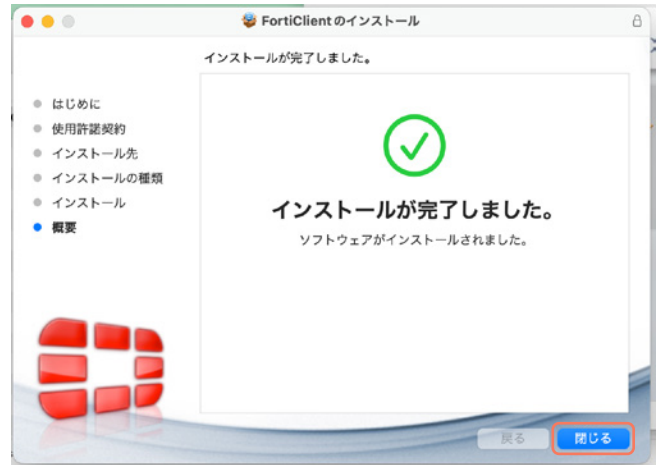 FortiClientのインストール
インストールが完了しました。
はじめに
使用許諾契約
インストール先
インストールの種類
インストール
概要
インストールが完了しました。
ソフトウェアがインストールされました。
戻る
閉じる